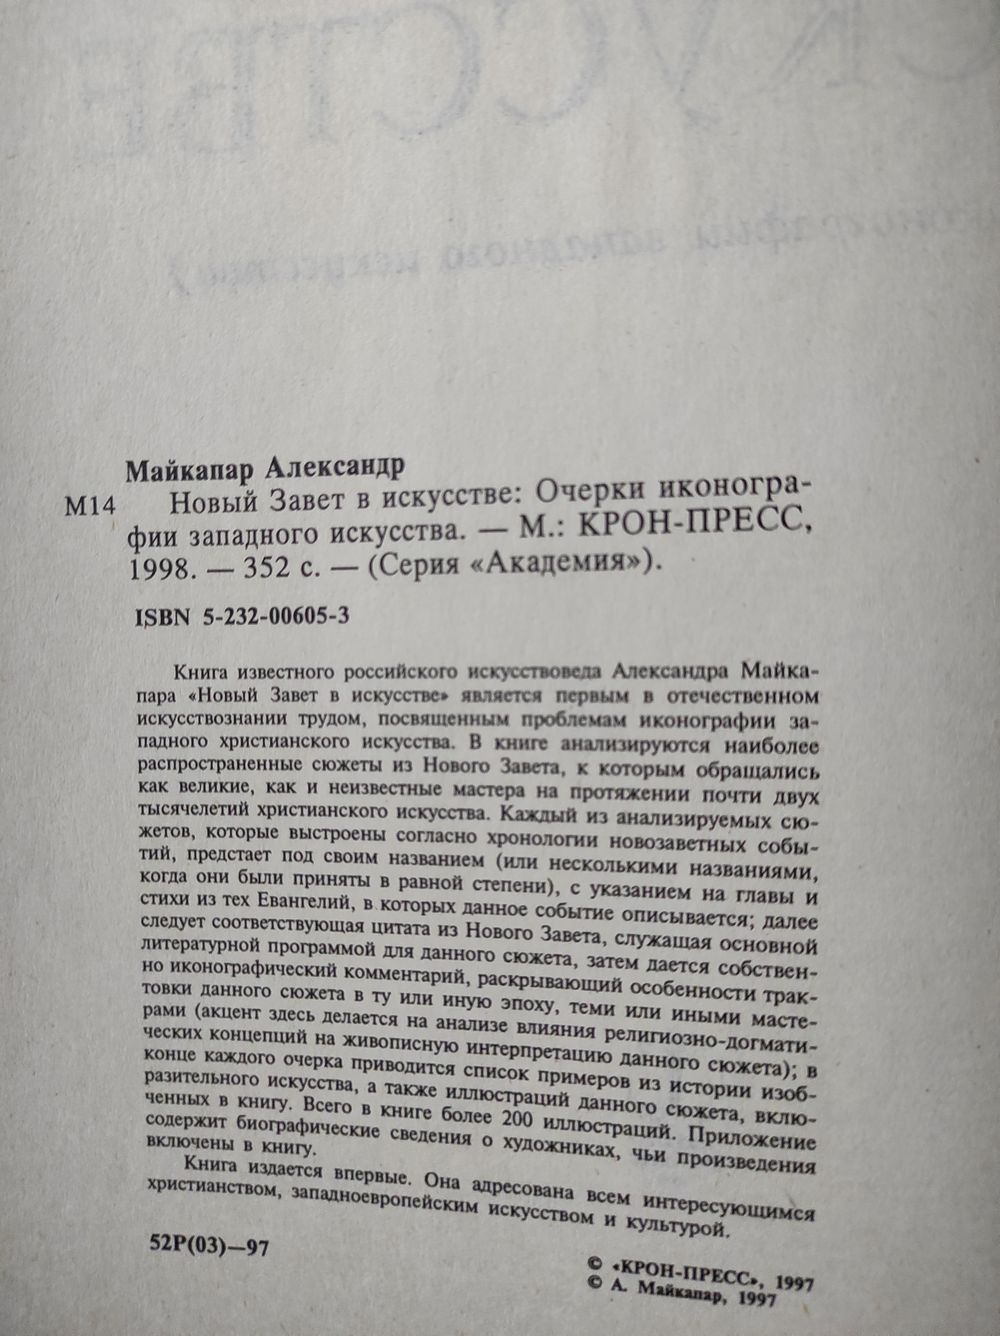 Майкапар Александр
М14 Новый Завет в искусстве: Очерки иконогра-
фии западного искусства. — М.: КРОН-ПРЕСС,
1998. — 352 с. — (Серия «Академия»).
ISBN 5-232-00605-3
Книга известного российского искусствоведа Александра Майка-
пара «Новый Завет в искусстве» является первым в отечественном
искусствознании трудом, посвященным проблемам иконографии за-
падного христианского искусства. В книге анализируются наиболее
распространенные сюжеты из Нового Завета, к которым обращались
как великие, как и неизвестные мастера на протяжении почти двух
тысячелетий христианского искусства. Каждый из анализируемых сю-
жетов, которые выстроены согласно хронологии новозаветных собы-
тий, предстает под своим названием (или несколькими названиями,
когда они были приняты в равной степени), с указанием на главы и
стихи из тех Евангелий, в которых данное событие описывается; далее
следует соответствующая цитата из Нового Завета, служащая основной
литературной программой для данного сюжета, затем дается собствен-
но иконографический комментарий, раскрывающий особенности трак-
товки данного сюжета в ту или иную эпоху, теми или иными масте-
рами (акцент здесь делается на анализе влияния религиозно-догмати-
ческих концепций на живописную интерпретацию данного сюжета); в
конце каждого очерка приводится список примеров из истории изоб-
разительного искусства, а также иллюстраций данного сюжета, вклю-
ченных в книгу. Всего в книге более 200 иллюстраций. Приложение
содержит биографические сведения о художниках, чьи произведения
включены в книгу.
Книга издается впервые. Она адресована всем интересующимся
христианством, западноевропейским искусством и культурой.
52Р(03)—97
© «КРОН-ПРЕСС», 1997
© А. Майкапар, 1997